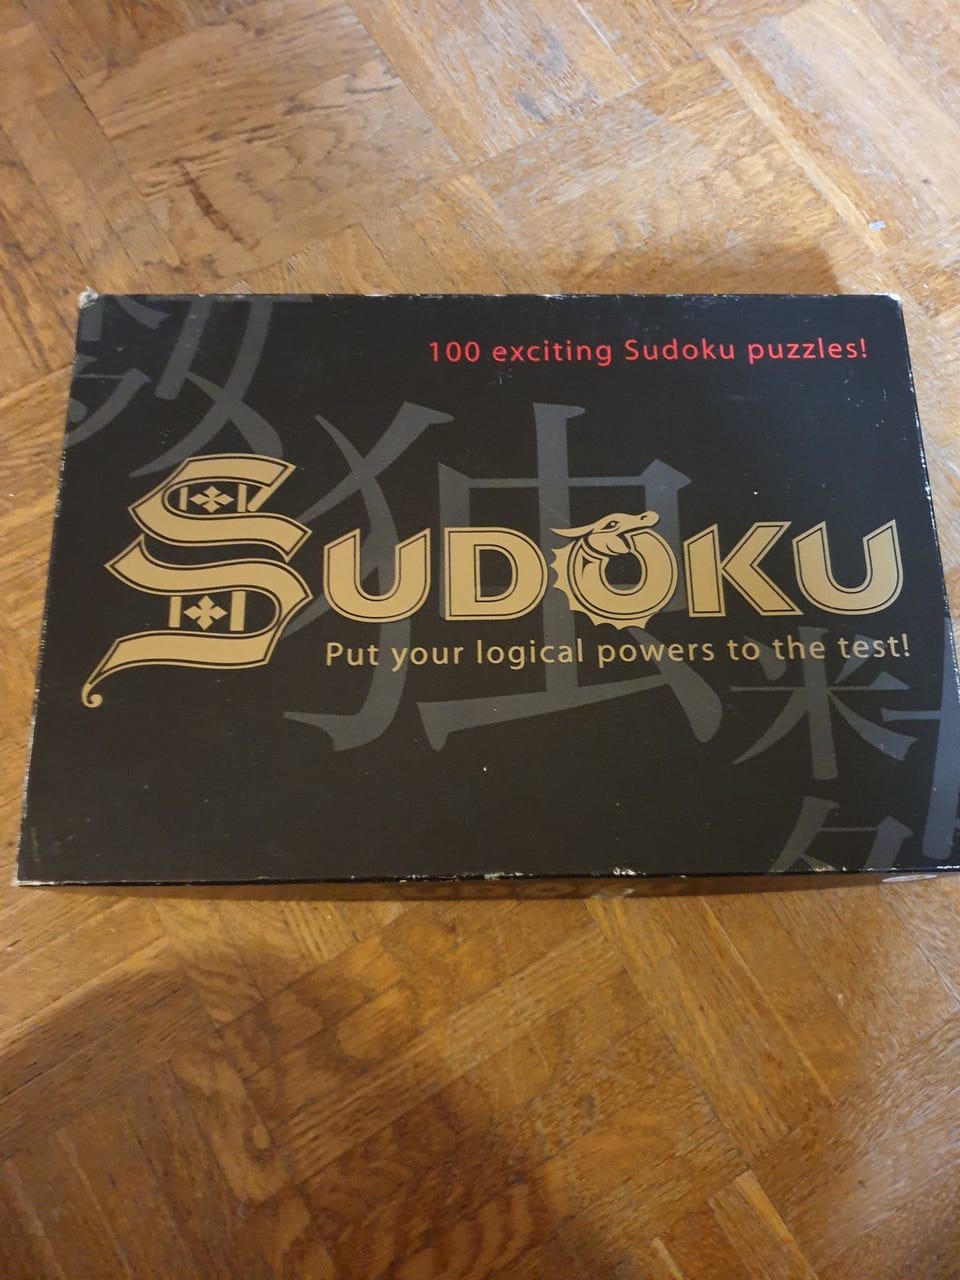 100 exciting Sudoku puzzles!
独
SUDOKU
Put your logical powers to the test!